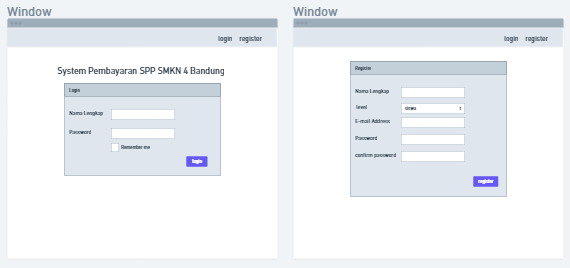 Window
login register
System Pembayaran SPP SMKN 4 Bandung
Login
Nama Lengkap
Password
Remember me
login
Window
login register
Register
Nama Lengkap
level
siswa
E-mail Address
Password
confirm password
register